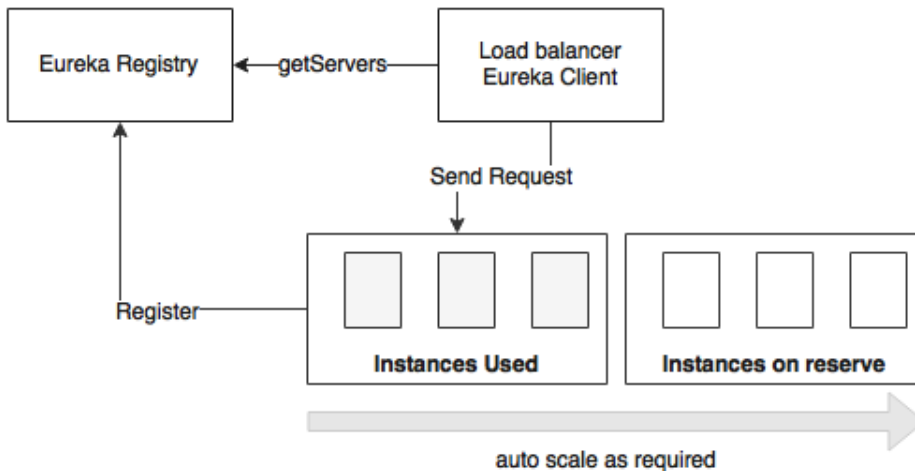 Eureka Registry
getServers
Load balancer
Eureka Client
Send Request
Register
Instances Used
Instances on reserve
auto scale as required